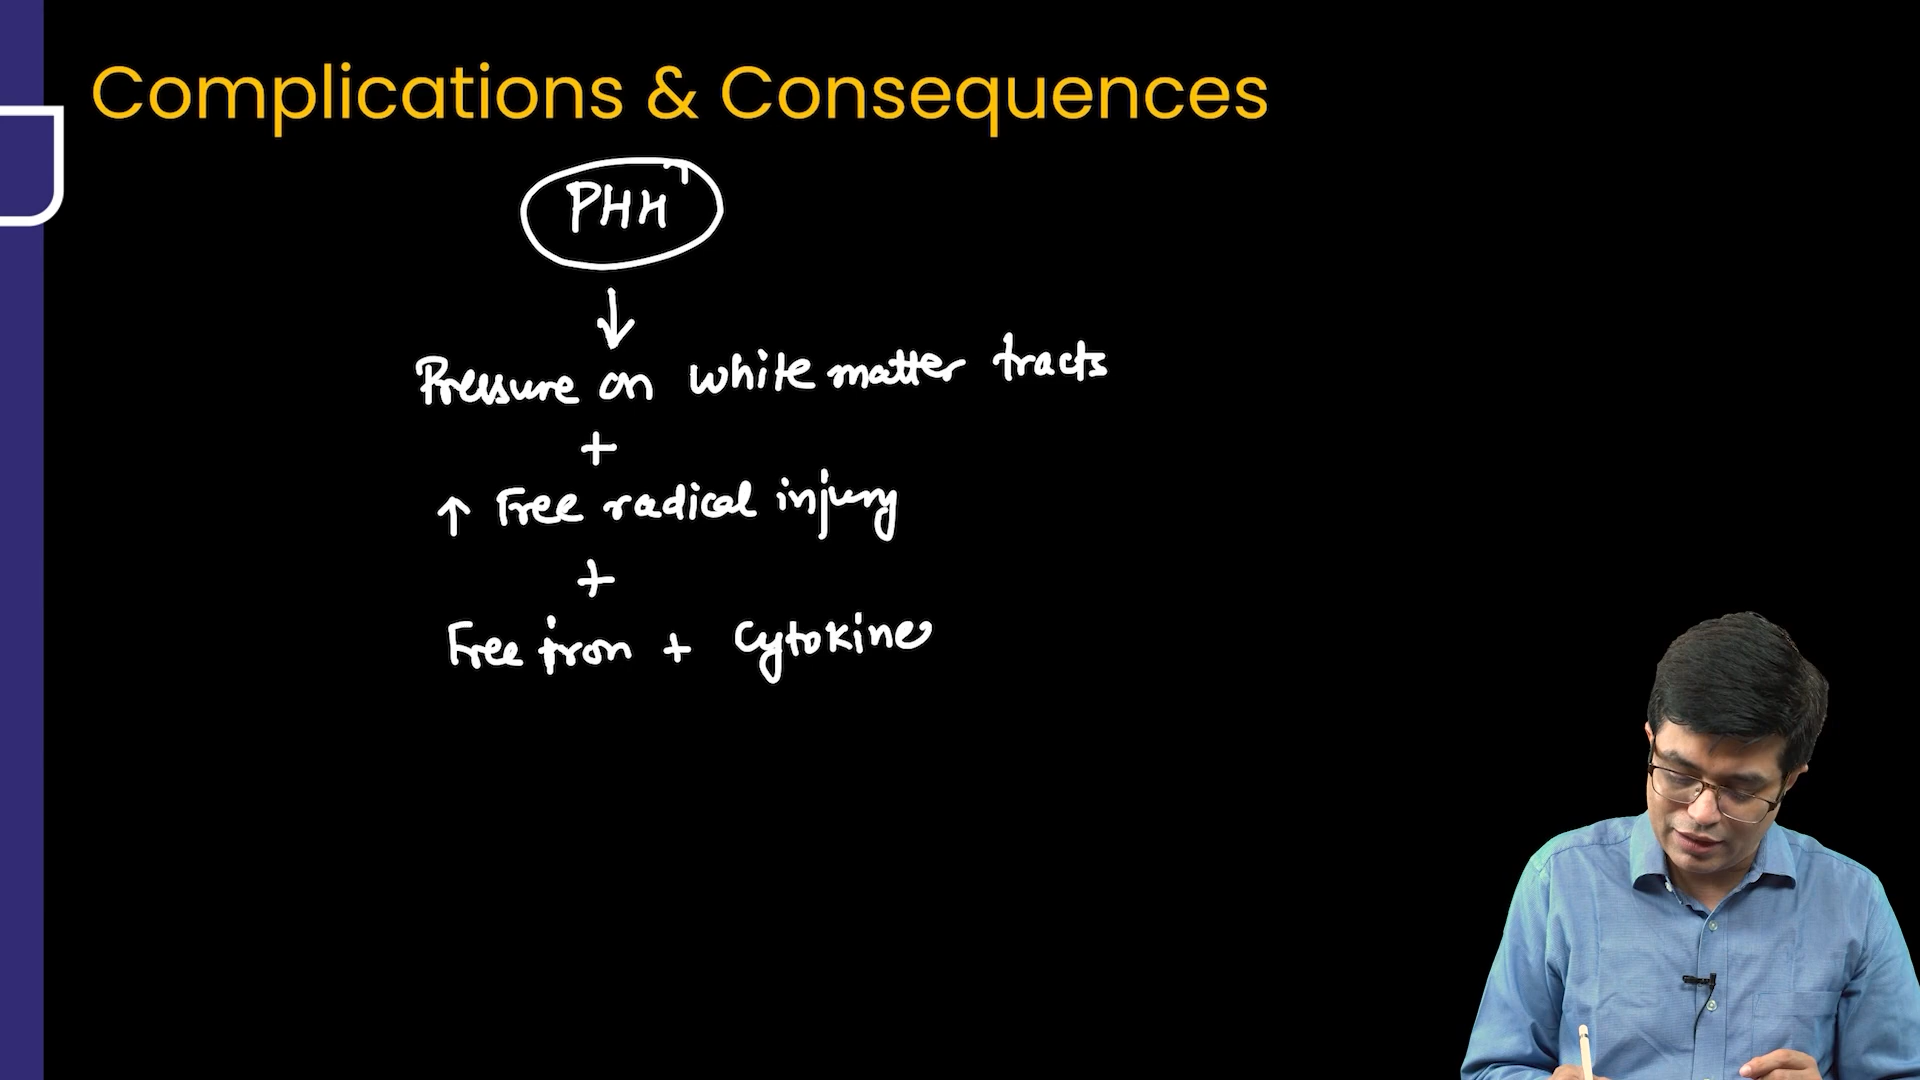 Complications & Consequences
PHH
↓
Pressure on white matter tracts
+
↑ Free radical injury
+
Free iron + Cytokine